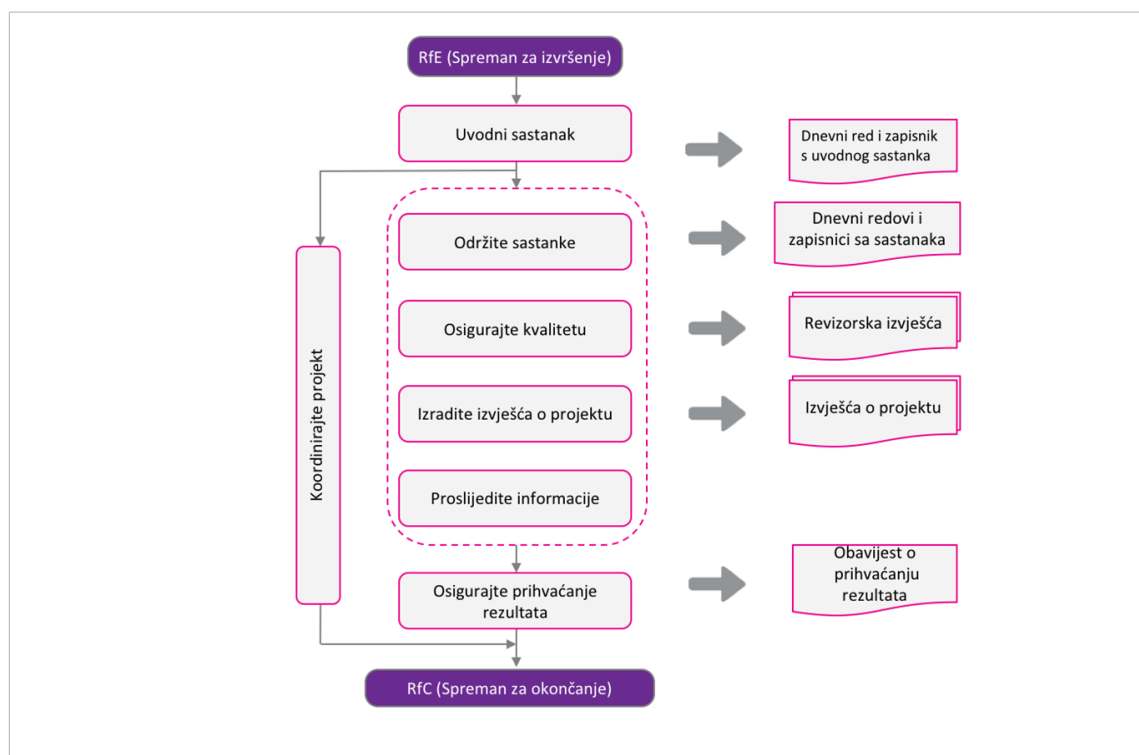 RfE (Spreman za izvršenje)
Uvodni sastanak
Dnevni red i zapisnik
s uvodnog sastanka
Održite sastanke
Dnevni redovi i
zapisnici sa sastanaka
Koordinirajte projekt
Osigurajte kvalitetu
Revizorska izvješća
Izradite izvješća o projektu
Izvješća o projektu
Proslijedite informacije
Osigurajte prihvaćanje
rezultata
Obavijest o
prihvaćanju
rezultata
RfC (Spreman za okončanje)